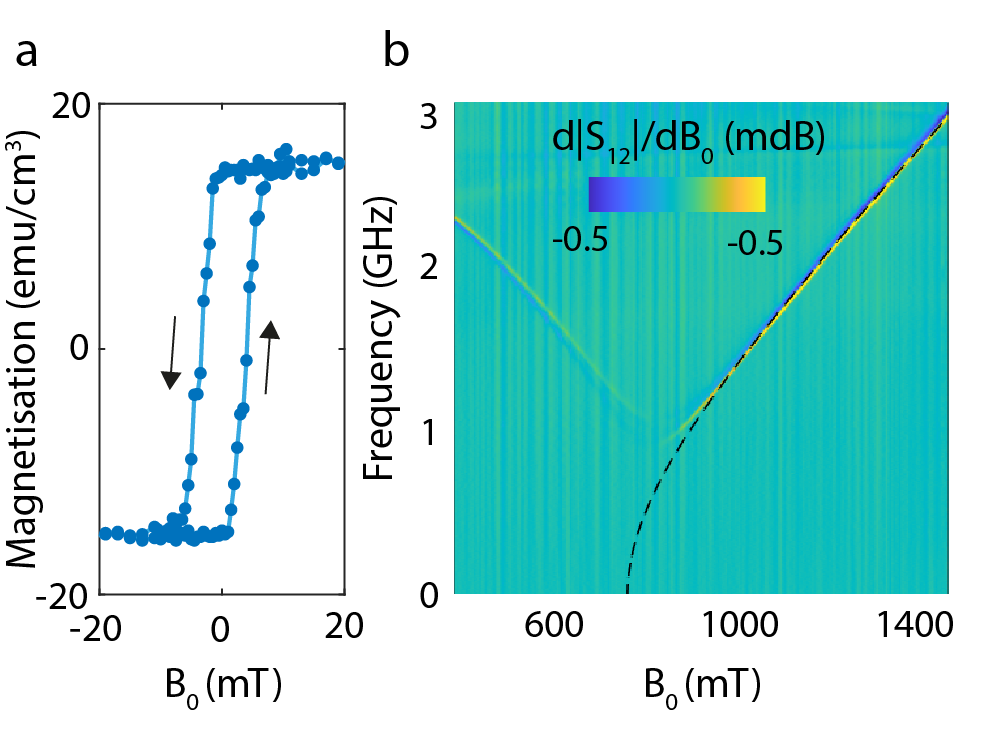 a
b
20
0
-20
-20
0
20
Magnetisation (emu/cm³)
B₀ (mT)
3
2
1
0
600
1000
1400
Frequency (GHz)
B₀ (mT)
d|S₁₂|/dB₀ (mdB)
-0.5
-0.5